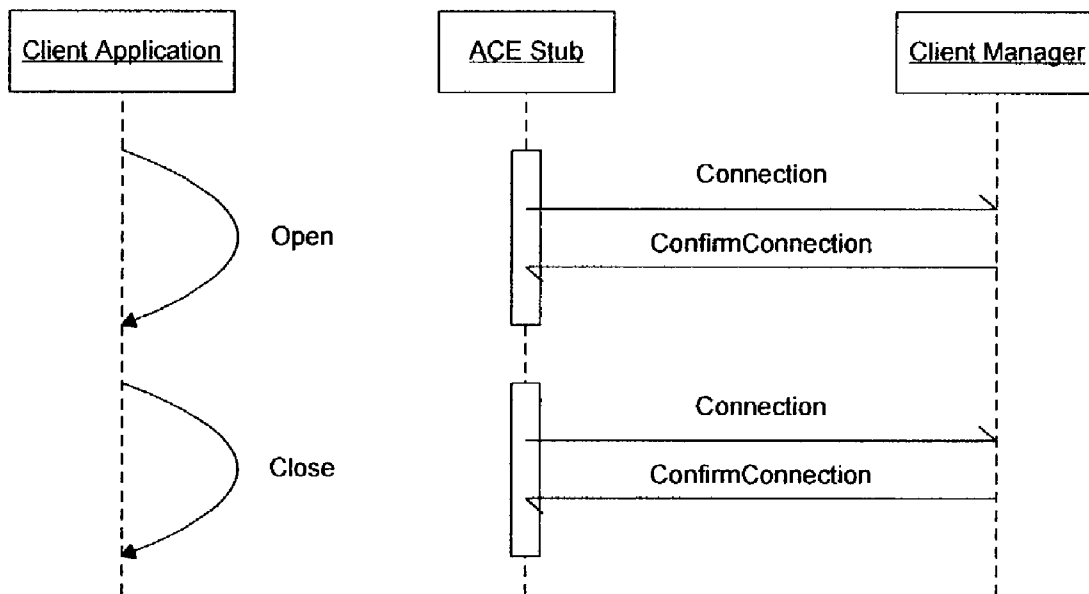 Client Application
ACE Stub
Client Manager
Connection
Open
ConfirmConnection
Connection
Close
ConfirmConnection